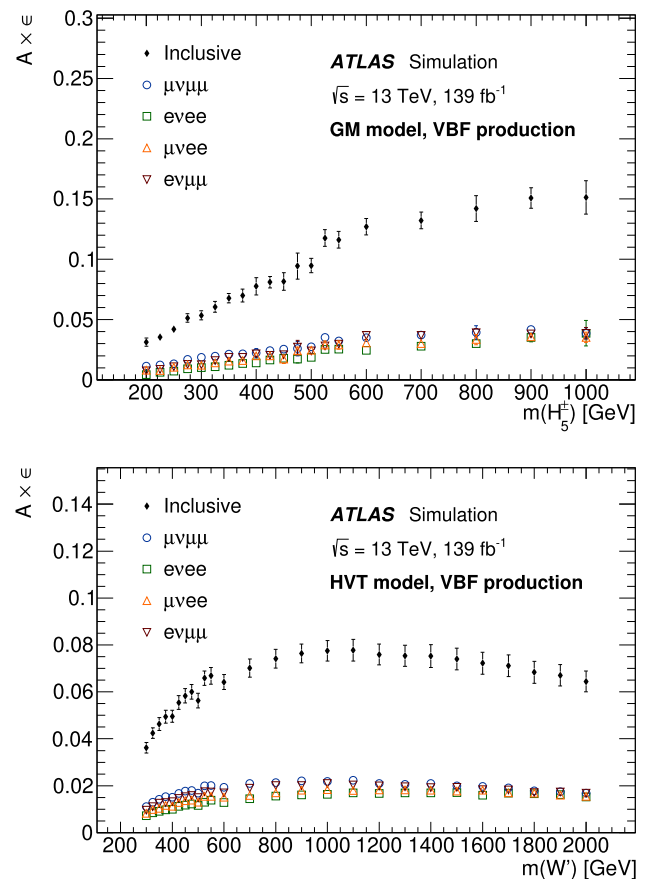 A × ϵ
0.3
0.25
0.2
0.15
0.1
0.05
0
Inclusive
μνμμ
eνee
μνee
eνμμ
ATLAS Simulation
√s = 13 TeV, 139 fb⁻¹
GM model, VBF production
200 300 400 500 600 700 800 900 1000
m(H₅±) [GeV]
A × ϵ
0.14
0.12
0.1
0.08
0.06
0.04
0.02
0
Inclusive
μνμμ
eνee
μνee
eνμμ
ATLAS Simulation
√s = 13 TeV, 139 fb⁻¹
HVT model, VBF production
200 400 600 800 1000 1200 1400 1600 1800 2000
m(W') [GeV]